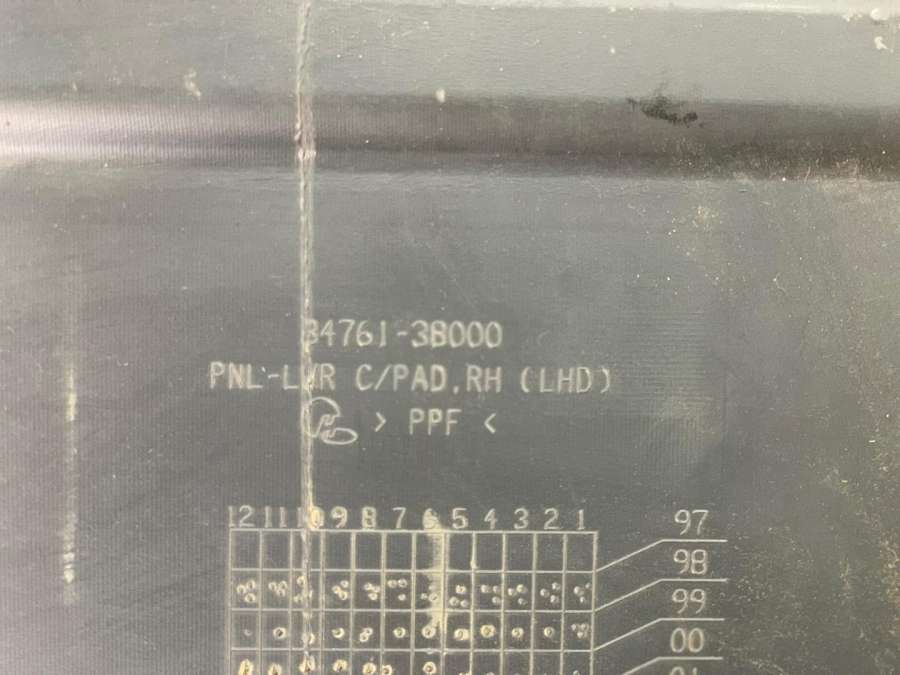 84761-3B000
PNL-LWR C/PAD,RH (LHD)
> PPF <
12 11 10 9 8 7 6 5 4 3 2 1
97
98
99
00